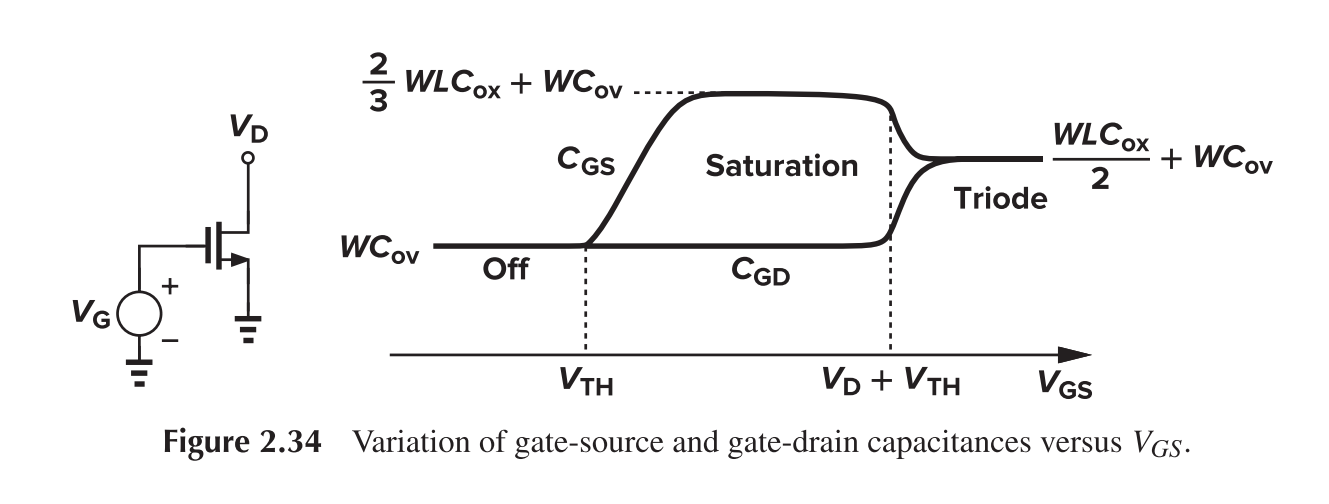 2/3 WLCox + WCov
VD
CGS
Saturation
WLCox/2 + WCov
Triode
WCov
Off
CGD
VG
+
−
VTH
VD + VTH
VGS
Figure 2.34 Variation of gate-source and gate-drain capacitances versus VGS.